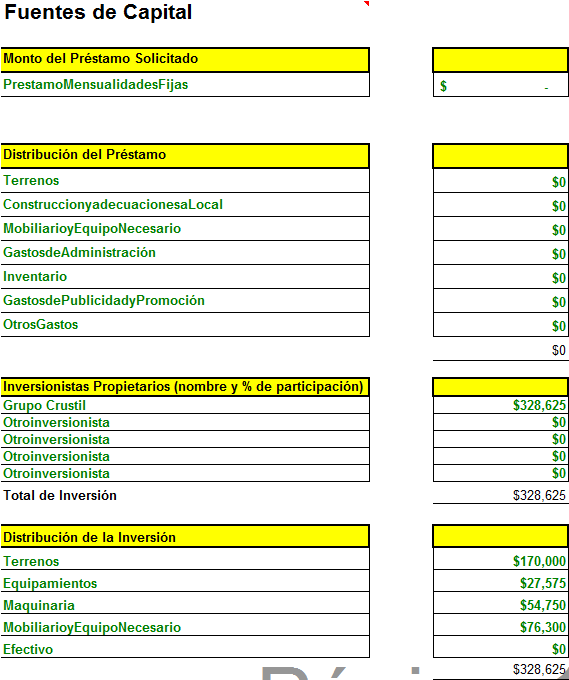 Fuentes de Capital
Monto del Préstamo Solicitado
PrestamoMensualidadesFijas $ -
Distribución del Préstamo
Terrenos $0
ConstruccionyadecuacionesaLocal $0
MobiliarioyEquipoNecesario $0
GastosdeAdministración $0
Inventario $0
GastosdePublicidadyPromoción $0
OtrosGastos $0
$0
Inversionistas Propietarios (nombre y % de participación)
Grupo Crustil $328,625
Otroinversionista $0
Otroinversionista $0
Otroinversionista $0
Otroinversionista $0
Total de Inversión $328,625
Distribución de la Inversión
Terrenos $170,000
Equipamientos $27,575
Maquinaria $54,750
MobiliarioyEquipoNecesario $76,300
Efectivo $0
$328,625